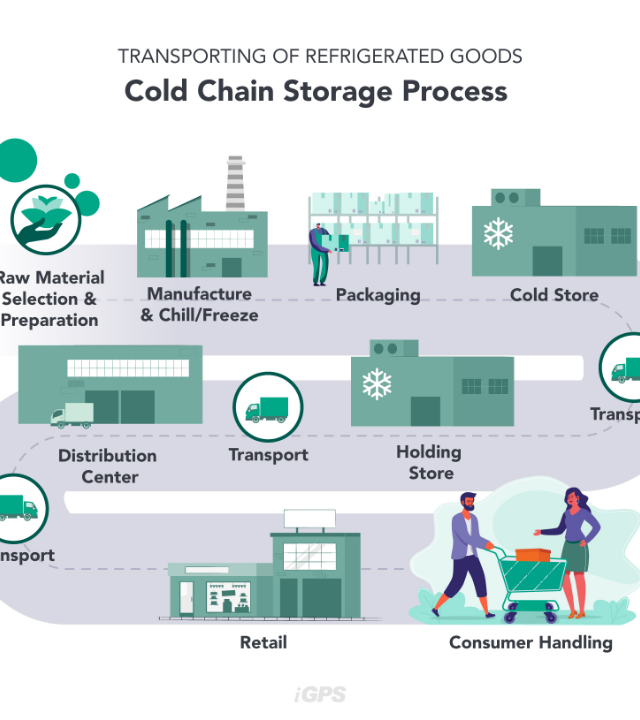 TRANSPORTING OF REFRIGERATED GOODS
Cold Chain Storage Process
Raw Material
Selection &
Preparation
Manufacture
& Chill/Freeze
Packaging
Cold Store
Transp
Distribution
Center
Transport
Holding
Store
nsport
Retail
Consumer Handling
iGPS